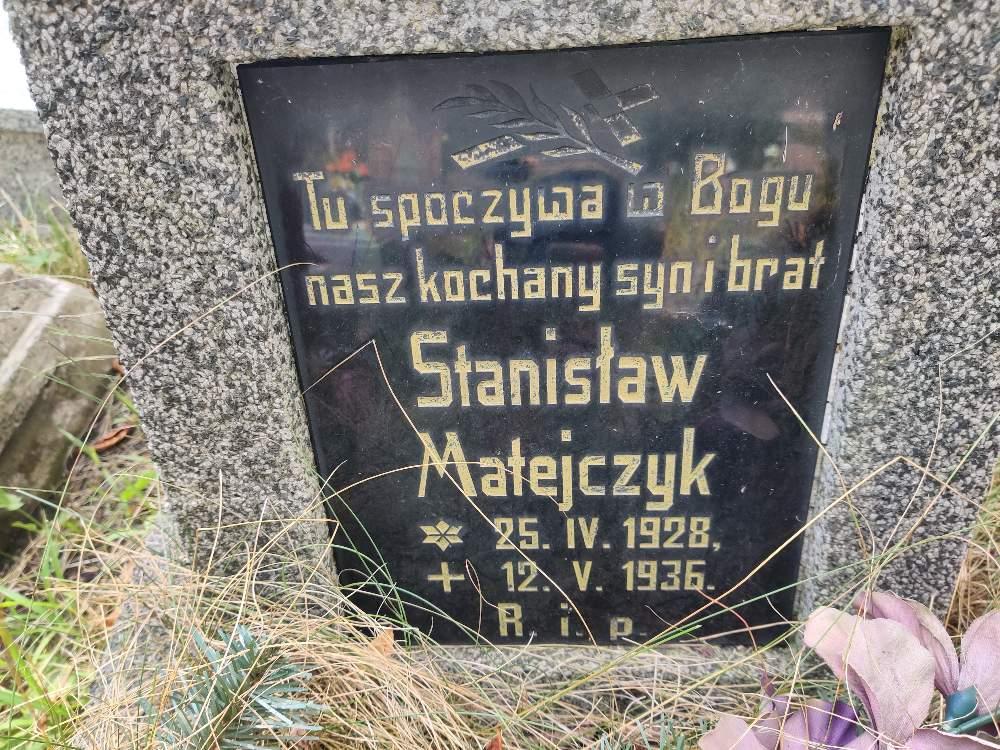 Tu spoczywa w Bogu
nasz kochany syn i brat
Stanisław
Matejczyk
* 25. IV. 1928,
+ 12. V. 1936.
R. i. p.